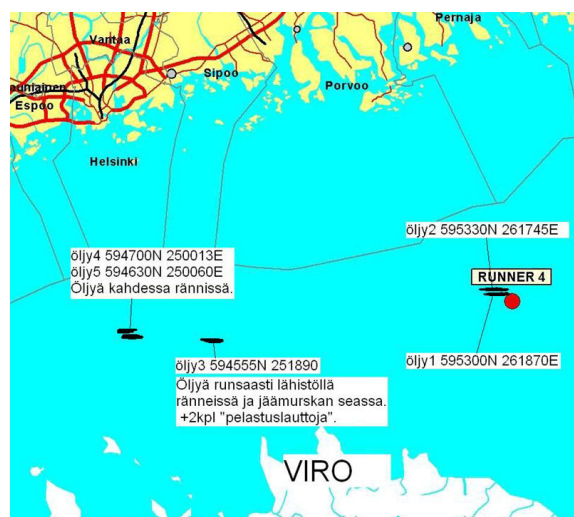 Pernaja
Vantaa
Sipoo
Porvoo
Espoo
Helsinki
öljy2 595330N 261745E
öljy4 594700N 250013E
öljy5 594630N 250060E
Öljyä kahdessa rännissä.
RUNNER 4
öljy3 594555N 251890
öljy1 595300N 261870E
Öljyä runsaasti lähistöllä
ränneissä ja jäämurskan seassa.
+2kpl "pelastuslauttoja".
VIRO